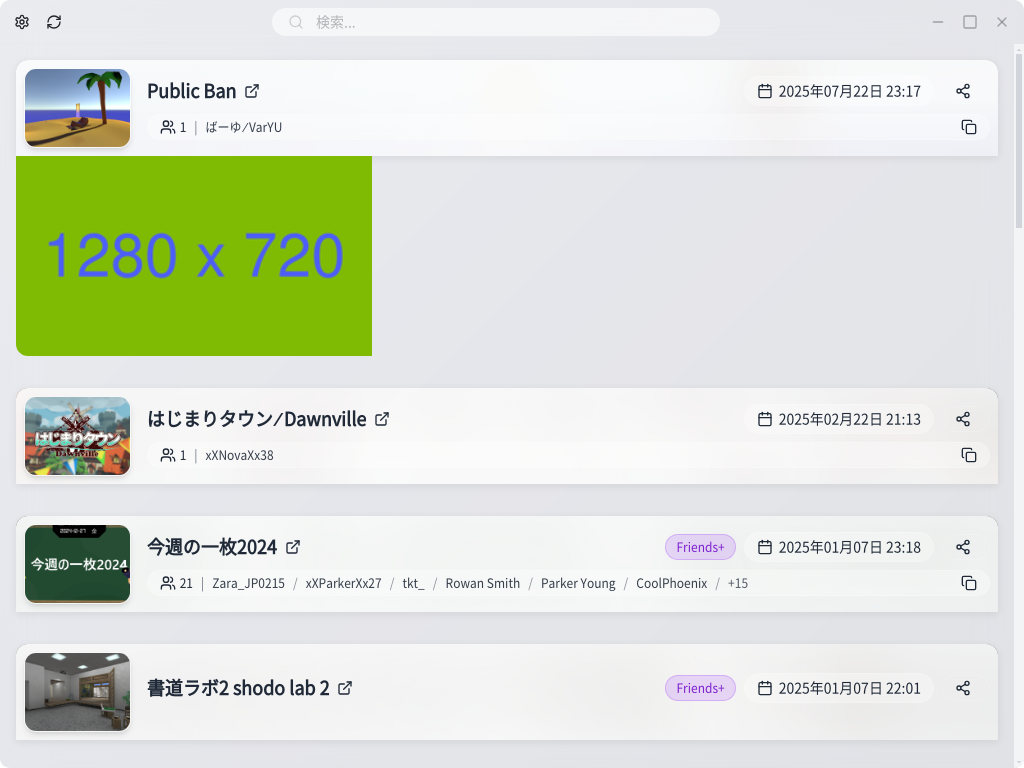 検索...
Public Ban
2025年07月22日 23:17
1 | ばーゆ/VarYU
1280 x 720
はじまりタウン
Dawnville
はじまりタウン/Dawnville
2025年02月22日 21:13
1 | xXNovaXx38
今週の一枚2024
今週の一枚2024
Friends+
2025年01月07日 23:18
21 | Zara_JP0215 / xXParkerXx27 / tkt_ / Rowan Smith / Parker Young / CoolPhoenix / +15
書道ラボ2 shodo lab 2
Friends+
2025年01月07日 22:01